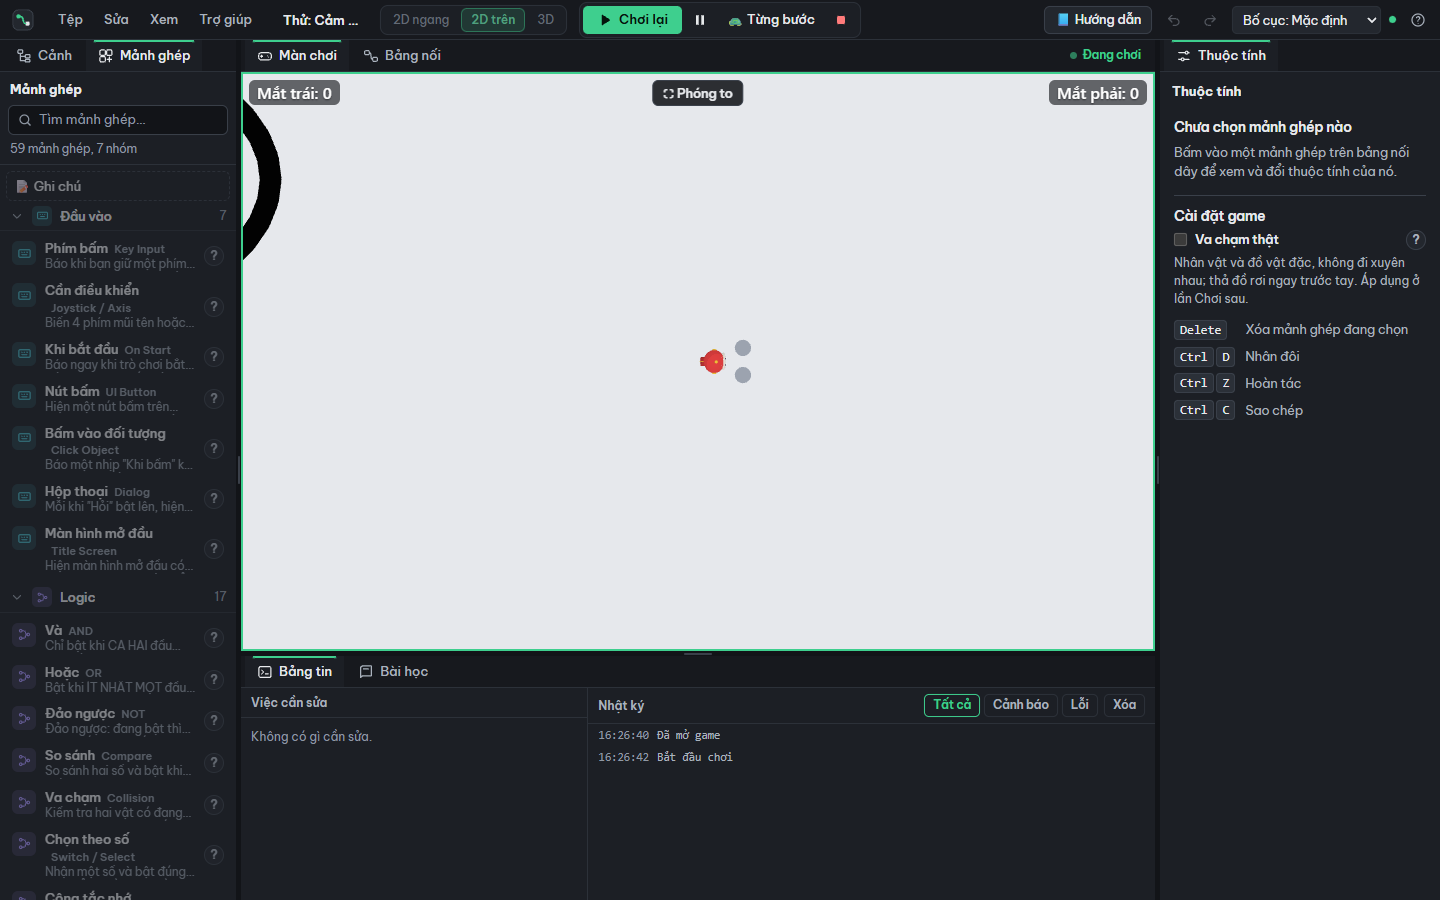 Tệp Sửa Xem Trợ giúp Thử: Cảm ... 2D ngang 2D trên 3D Chơi lại Từng bước Hướng dẫn Bố cục: Mặc định
Cảnh Mảnh ghép
Màn chơi Bảng nối Đang chơi
Thuộc tính
Mảnh ghép
Tìm mảnh ghép...
59 mảnh ghép, 7 nhóm
Ghi chú
Đầu vào 7
Phím bấm Key Input
Báo khi bạn giữ một phím...
Cần điều khiển
Joystick / Axis
Biến 4 phím mũi tên hoặc...
Khi bắt đầu On Start
Báo ngay khi trò chơi bắt...
Nút bấm UI Button
Hiện một nút bấm trên...
Bấm vào đối tượng
Click Object
Báo một nhịp "Khi bấm" k...
Hộp thoại Dialog
Mỗi khi "Hỏi" bật lên, hiện...
Màn hình mở đầu
Title Screen
Hiện màn hình mở đầu có...
Logic 17
Và AND
Chỉ bật khi CẢ HAI đầu...
Hoặc OR
Bật khi ÍT NHẤT MỘT đầu...
Đảo ngược NOT
Đảo ngược: đang bật thì...
So sánh Compare
So sánh hai số và bật khi...
Va chạm Collision
Kiểm tra hai vật có đang...
Chọn theo số
Switch / Select
Nhận một số và bật đúng...
Công tắc nhớ
Mắt trái: 0 Phóng to Mắt phải: 0
Bảng tin Bài học
Việc cần sửa
Không có gì cần sửa.
Nhật ký Tất cả Cảnh báo Lỗi Xóa
16:26:40 Đã mở game
16:26:42 Bắt đầu chơi
Thuộc tính
Chưa chọn mảnh ghép nào
Bấm vào một mảnh ghép trên bảng nối
dây để xem và đổi thuộc tính của nó.
Cài đặt game
Va chạm thật ?
Nhân vật và đồ vật đặc, không đi xuyên
nhau; thả đồ rơi ngay trước tay. Áp dụng ở
lần Chơi sau.
Delete Xóa mảnh ghép đang chọn
Ctrl D Nhân đôi
Ctrl Z Hoàn tác
Ctrl C Sao chép